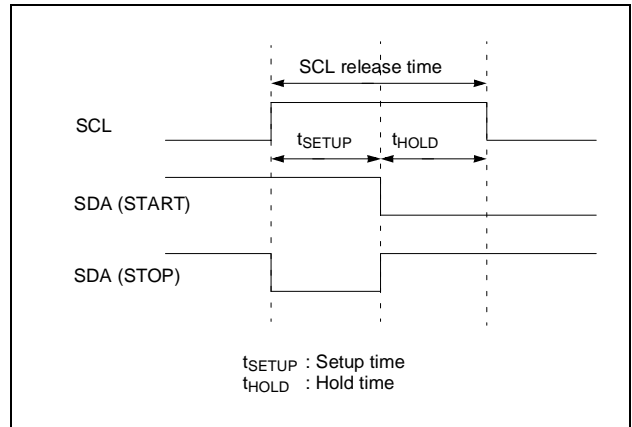 SCL release time
SCL
tSETUP
tHOLD
SDA (START)
SDA (STOP)
tSETUP : Setup time
tHOLD : Hold time